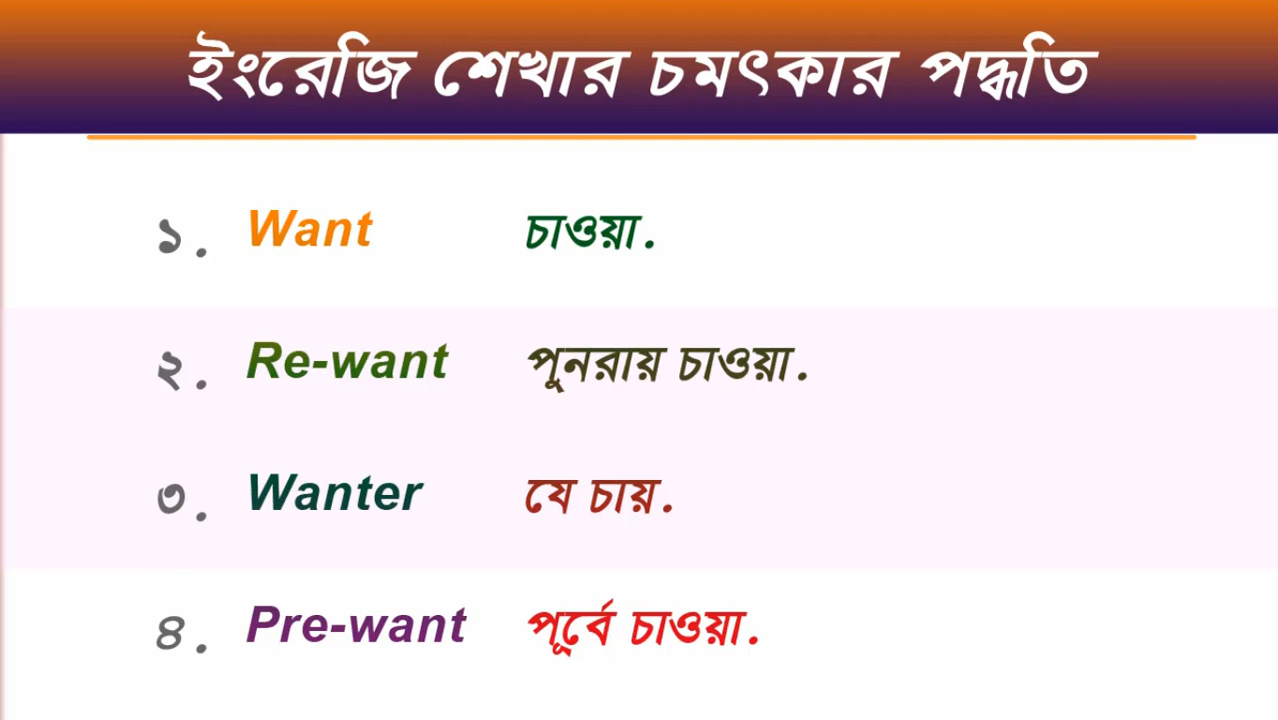 ইংরেজি শেখার চমৎকার পদ্ধতি
১. Want চাওয়া.
২. Re-want পুনরায় চাওয়া.
৩. Wanter যে চায়.
৪. Pre-want পূর্বে চাওয়া.